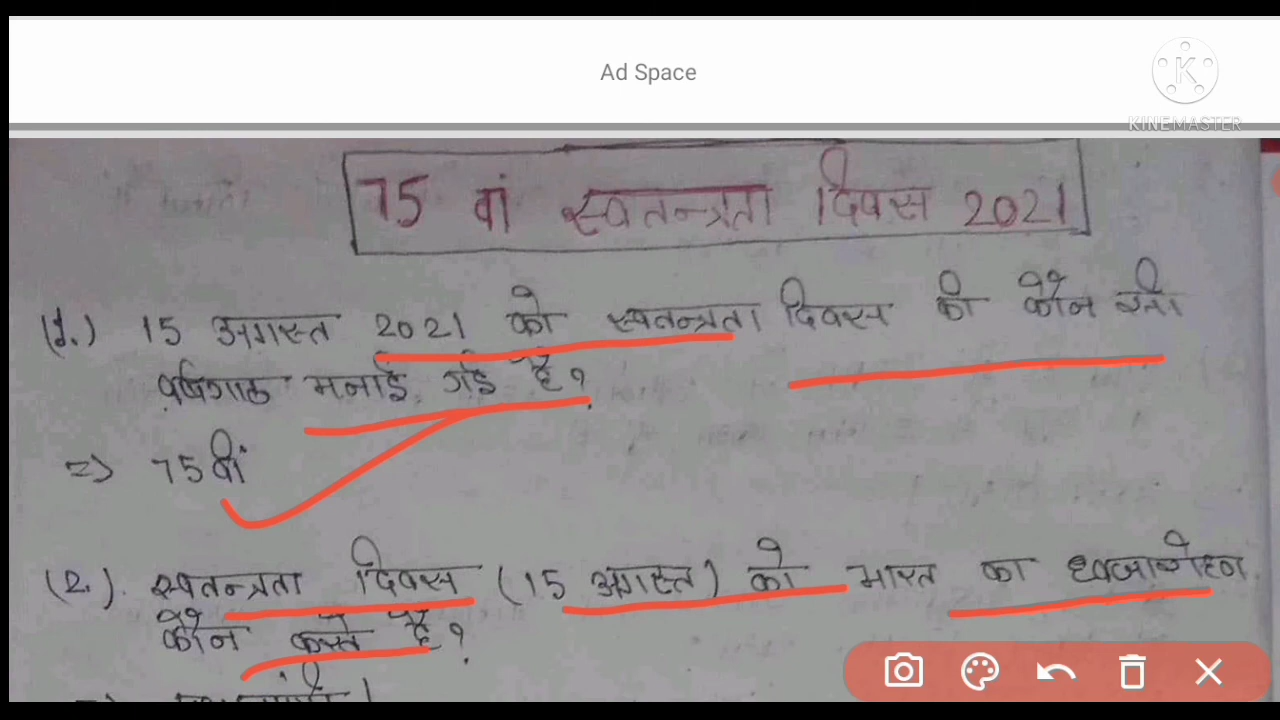 Ad Space
KINEMASTER
75 वां स्वतन्त्रता दिवस 2021
(1.) 15 अगस्त 2021 को स्वतन्त्रता दिवस की कौन सी
वर्षगाठ मनाई गई है?
=> 75वीं
(2.) स्वतन्त्रता दिवस (15 अगस्त) को भारत का ध्वजारोहण
कौन करते है?